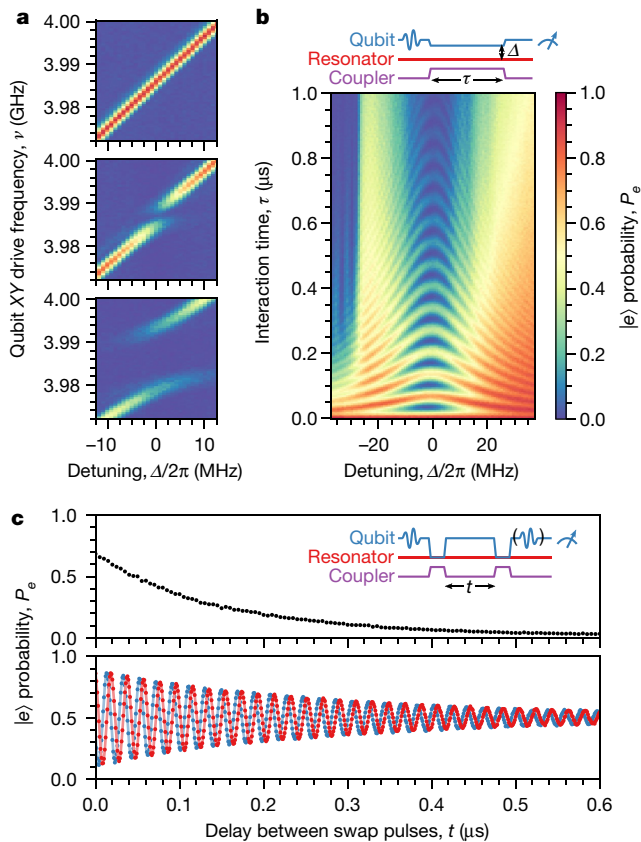 a
4.00
3.99
3.98
4.00
3.99
3.98
4.00
3.99
3.98
−10 0 10
Qubit XY drive frequency, ν (GHz)
Detuning, Δ/2π (MHz)
b
Qubit
Δ
Resonator
Coupler
τ
1.0
0.8
0.6
0.4
0.2
0.0
Interaction time, τ (μs)
−20 0 20
Detuning, Δ/2π (MHz)
1.0
0.8
0.6
0.4
0.2
0.0
|e⟩ probability, Pe
c
1.0
0.5
0.0
Qubit ( )
Resonator
Coupler
t
1.0
0.5
0.0
|e⟩ probability, Pe
0.0 0.1 0.2 0.3 0.4 0.5 0.6
Delay between swap pulses, t (μs)